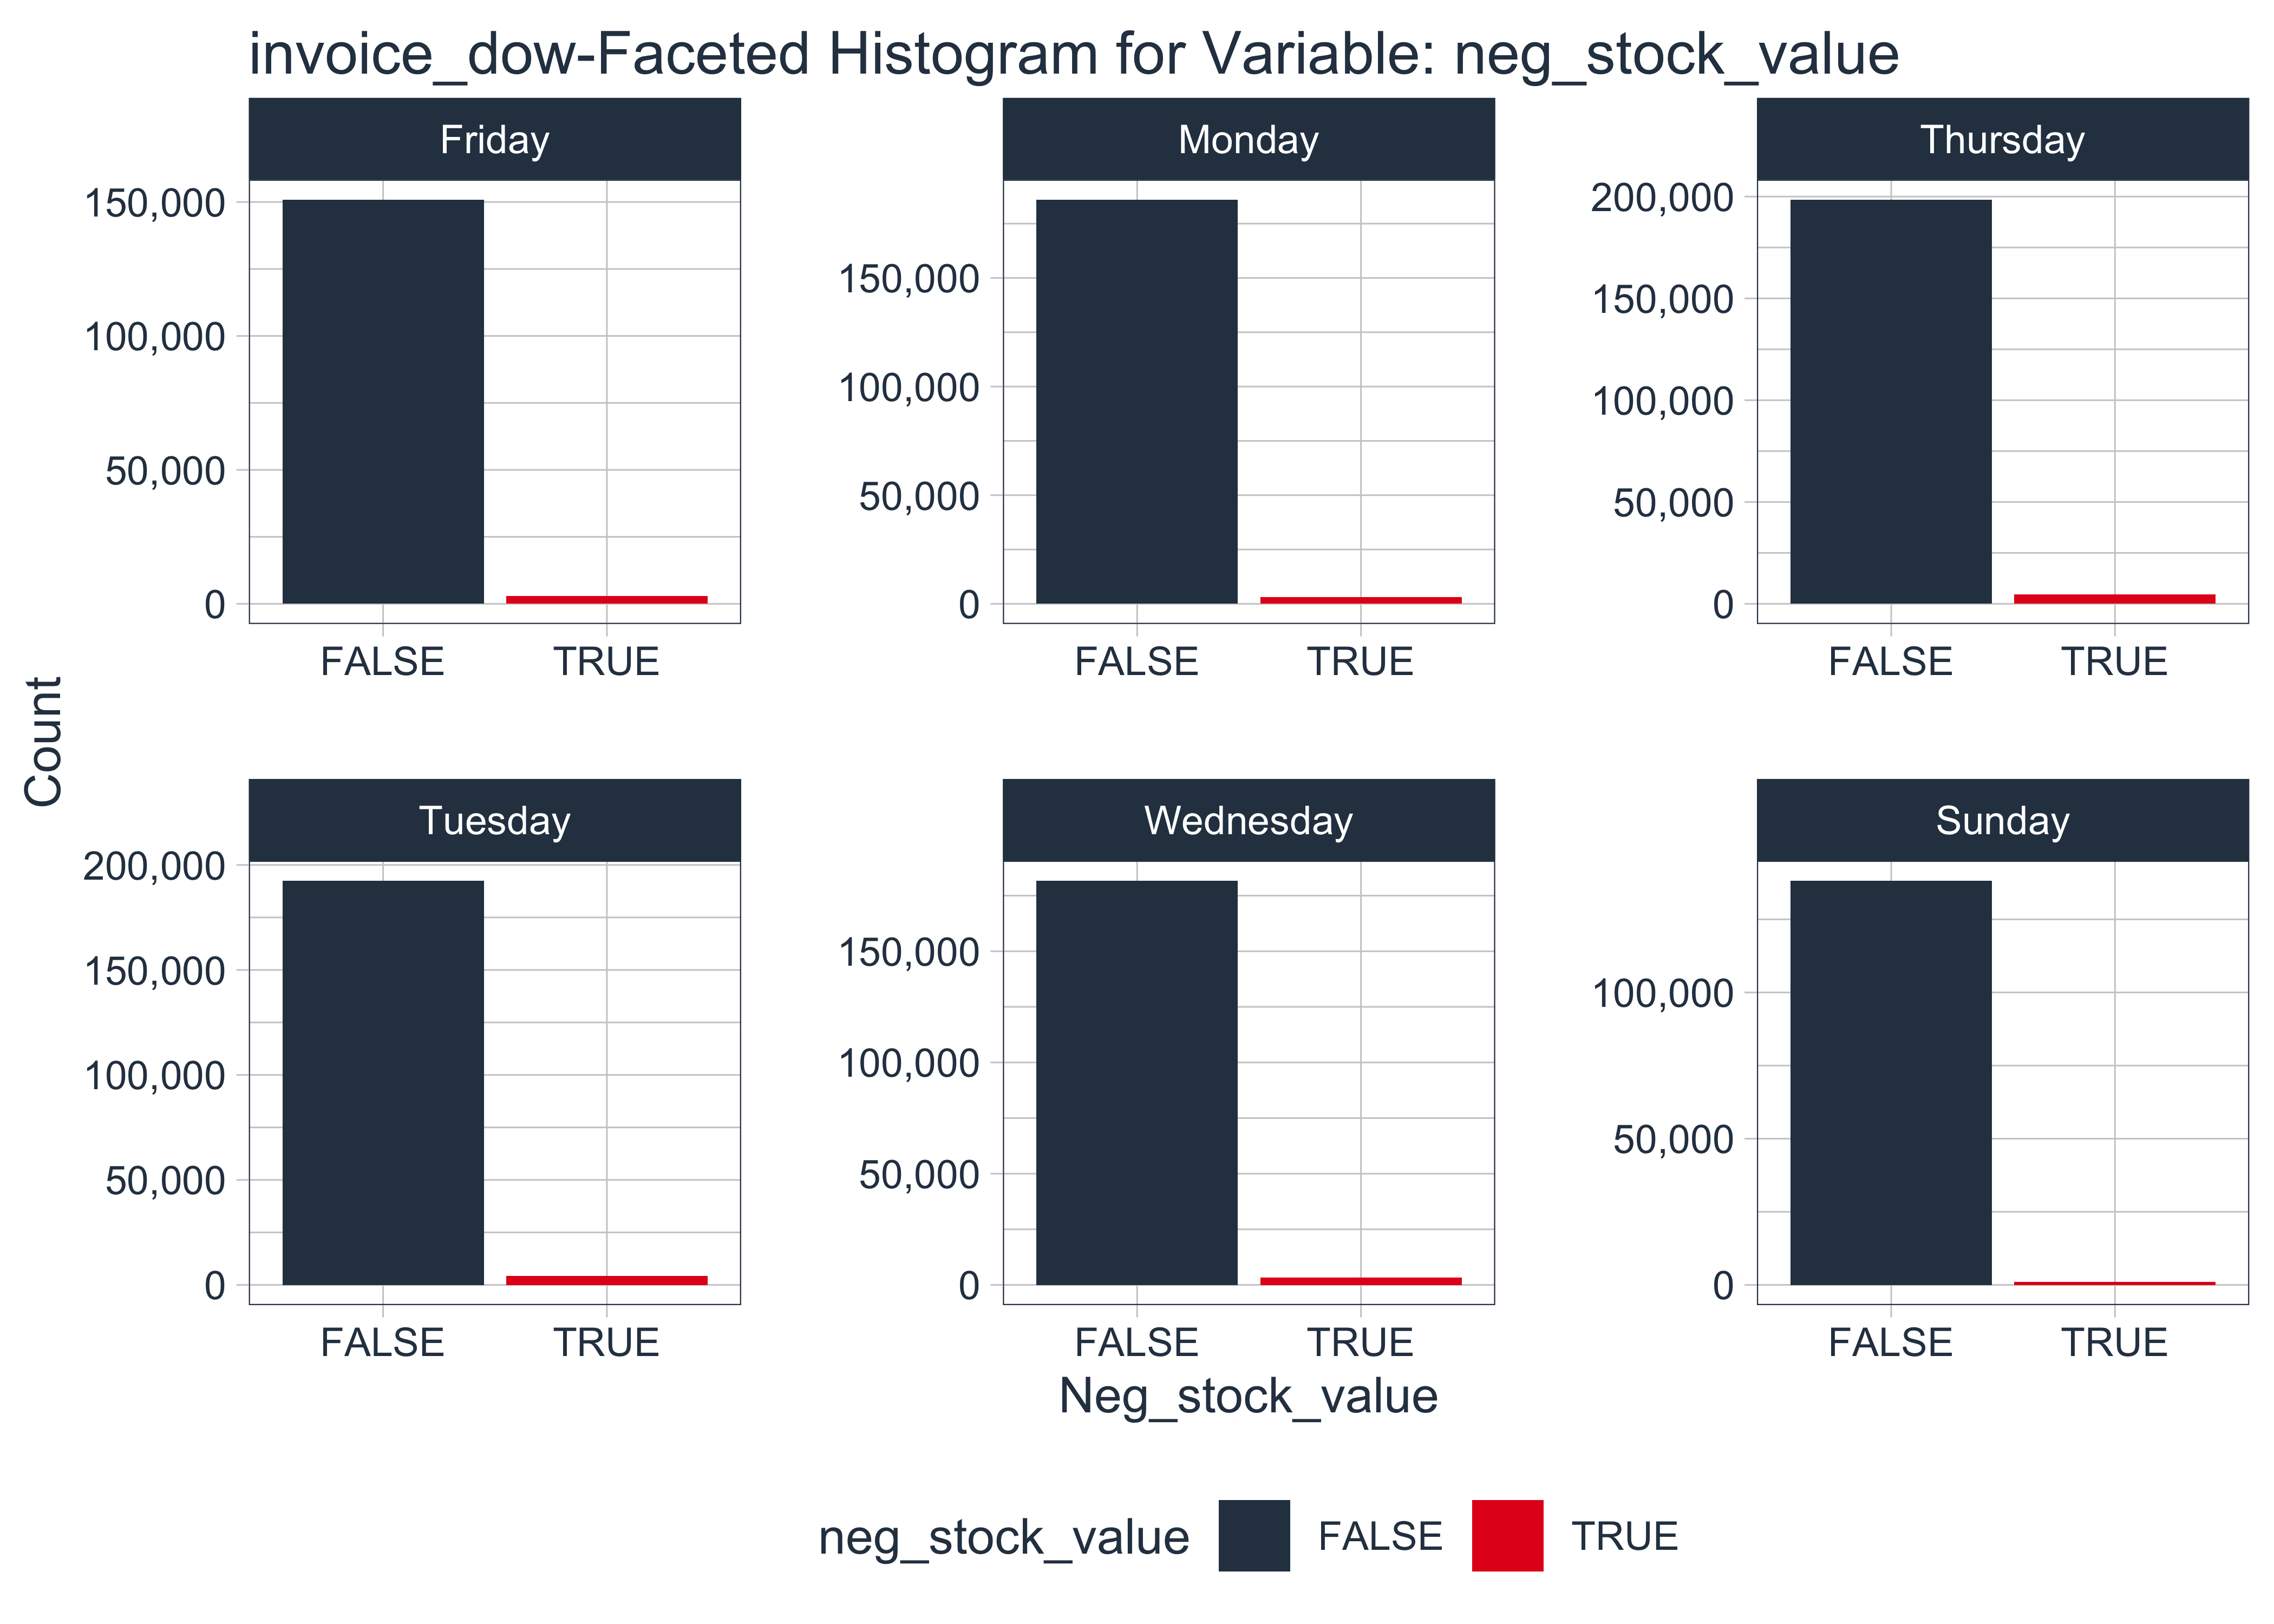 invoice_dow-Faceted Histogram for Variable: neg_stock_value
Friday
Monday
Thursday
150,000
100,000
50,000
0
150,000
100,000
50,000
0
200,000
150,000
100,000
50,000
0
FALSE TRUE
FALSE TRUE
FALSE TRUE
Count
Tuesday
Wednesday
Sunday
200,000
150,000
100,000
50,000
0
150,000
100,000
50,000
0
100,000
50,000
0
FALSE TRUE
FALSE TRUE
FALSE TRUE
Neg_stock_value
neg_stock_value FALSE TRUE